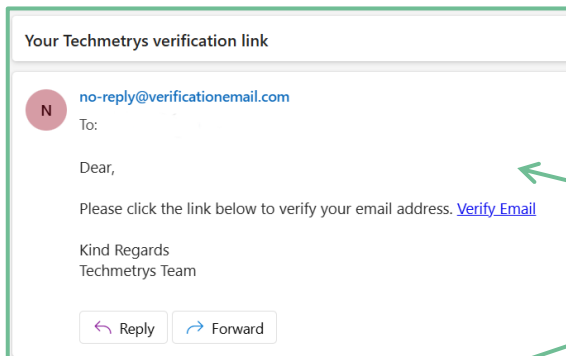 Your Techmetrys verification link
N
no-reply@verificationemail.com
To:
Dear,
Please click the link below to verify your email address. Verify Email
Kind Regards
Techmetrys Team
Reply
Forward